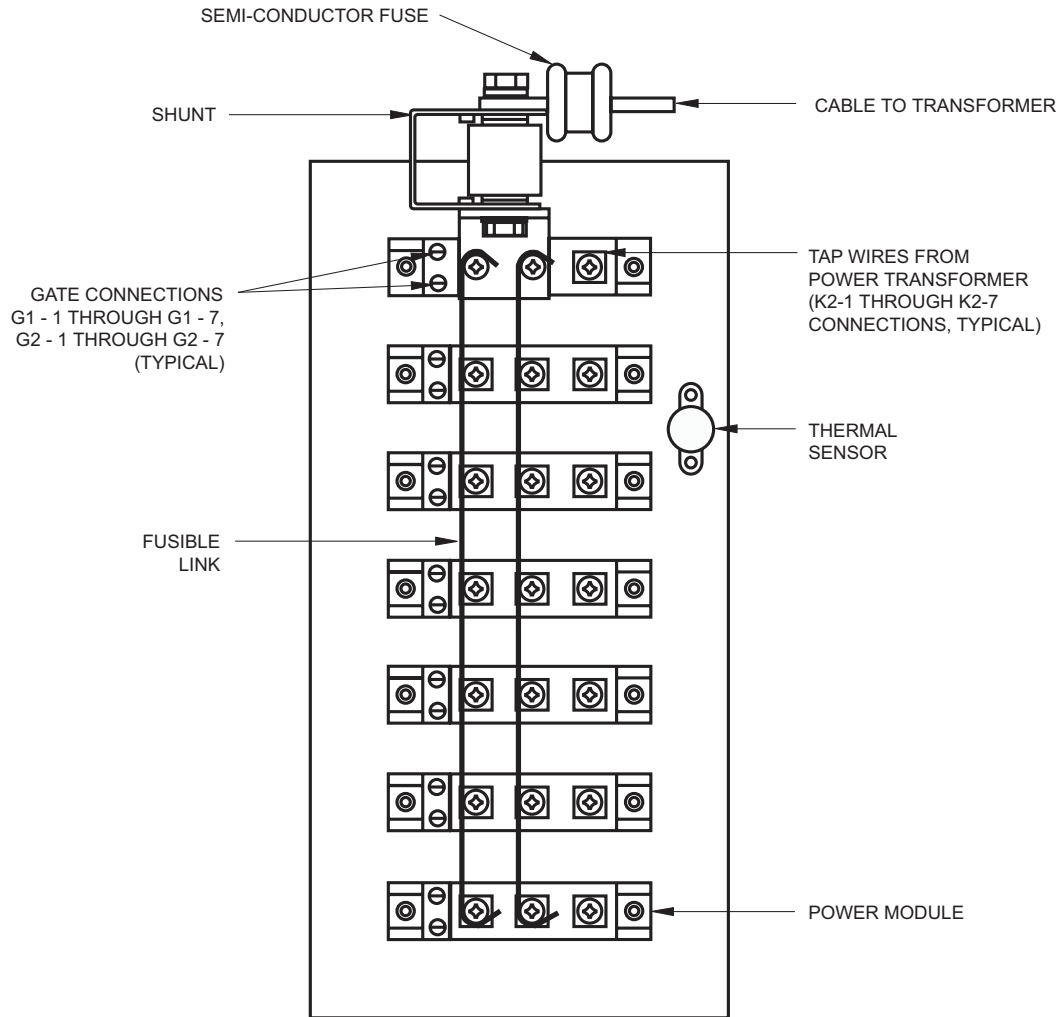 SEMI-CONDUCTOR FUSE
SHUNT
CABLE TO TRANSFORMER
TAP WIRES FROM
POWER TRANSFORMER
(K2-1 THROUGH K2-7
CONNECTIONS, TYPICAL)
GATE CONNECTIONS
G1 - 1 THROUGH G1 - 7,
G2 - 1 THROUGH G2 - 7
(TYPICAL)
THERMAL
SENSOR
FUSIBLE
LINK
POWER MODULE